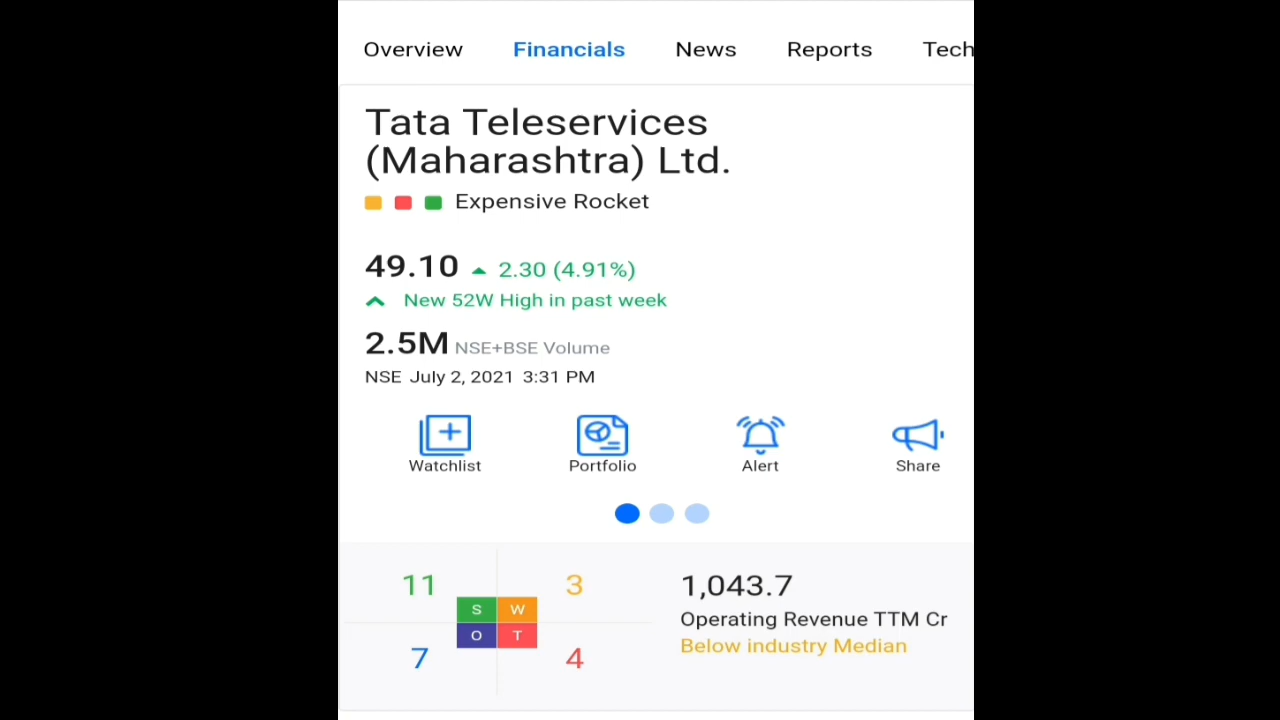 Overview Financials News Reports Tech
Tata Teleservices
(Maharashtra) Ltd.
Expensive Rocket
49.10 2.30 (4.91%)
New 52W High in past week
2.5M NSE+BSE Volume
NSE July 2, 2021 3:31 PM
Watchlist Portfolio Alert Share
11 3
S W
O T
7 4
1,043.7
Operating Revenue TTM Cr
Below industry Median